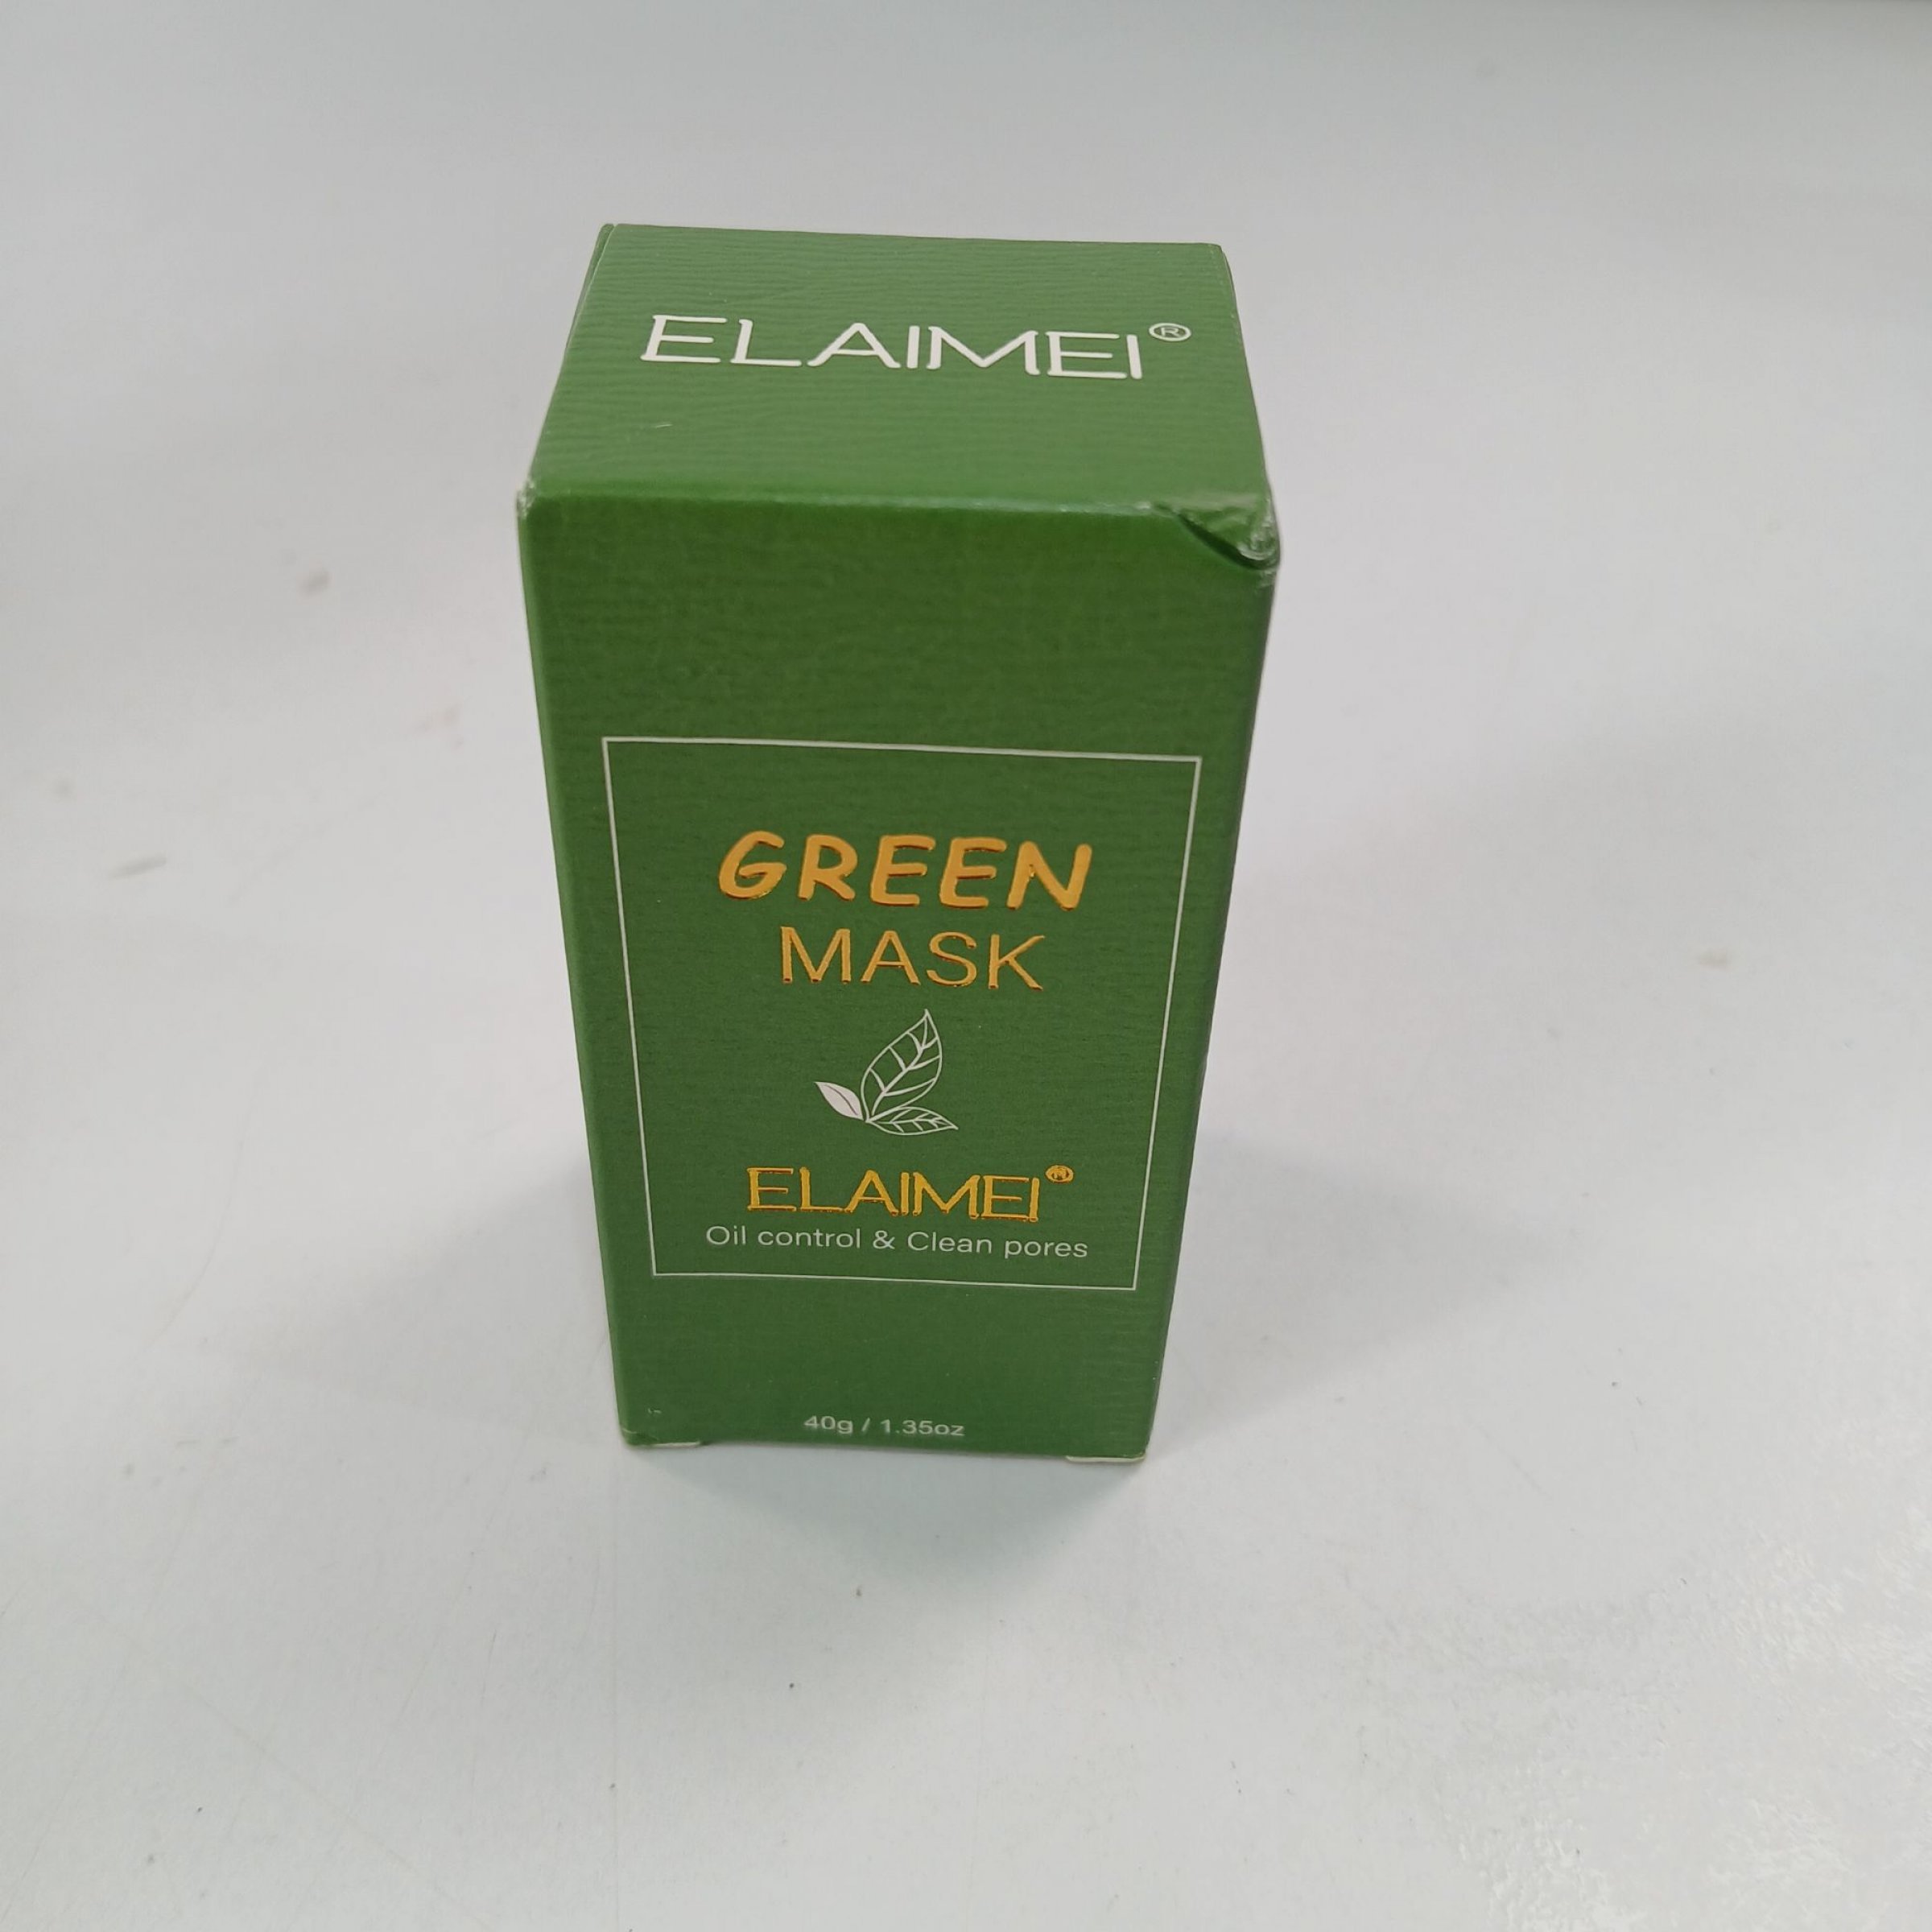 ELAIMEI®
GREEN
MASK
ELAIMEI®
Oil control & Clean pores
40g / 1.35oz